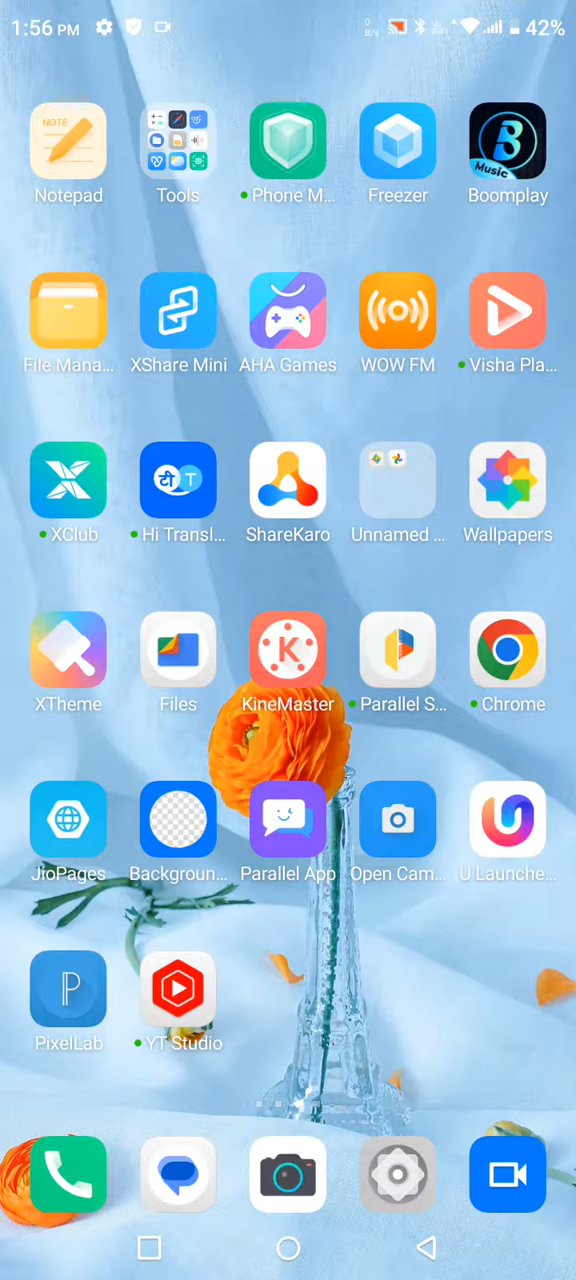 1:56 PM
0 B/s
42%
NOTE
Notepad
Tools
Phone M...
Freezer
Music
Boomplay
File Mana...
XShare Mini
AHA Games
WOW FM
Visha Pla...
XClub
टी T
Hi Transl...
ShareKaro
Unnamed ...
Wallpapers
XTheme
Files
K
KineMaster
Parallel S...
Chrome
JioPages
Backgroun...
Parallel App
Open Cam...
U Launche...
P
PixelLab
YT Studio